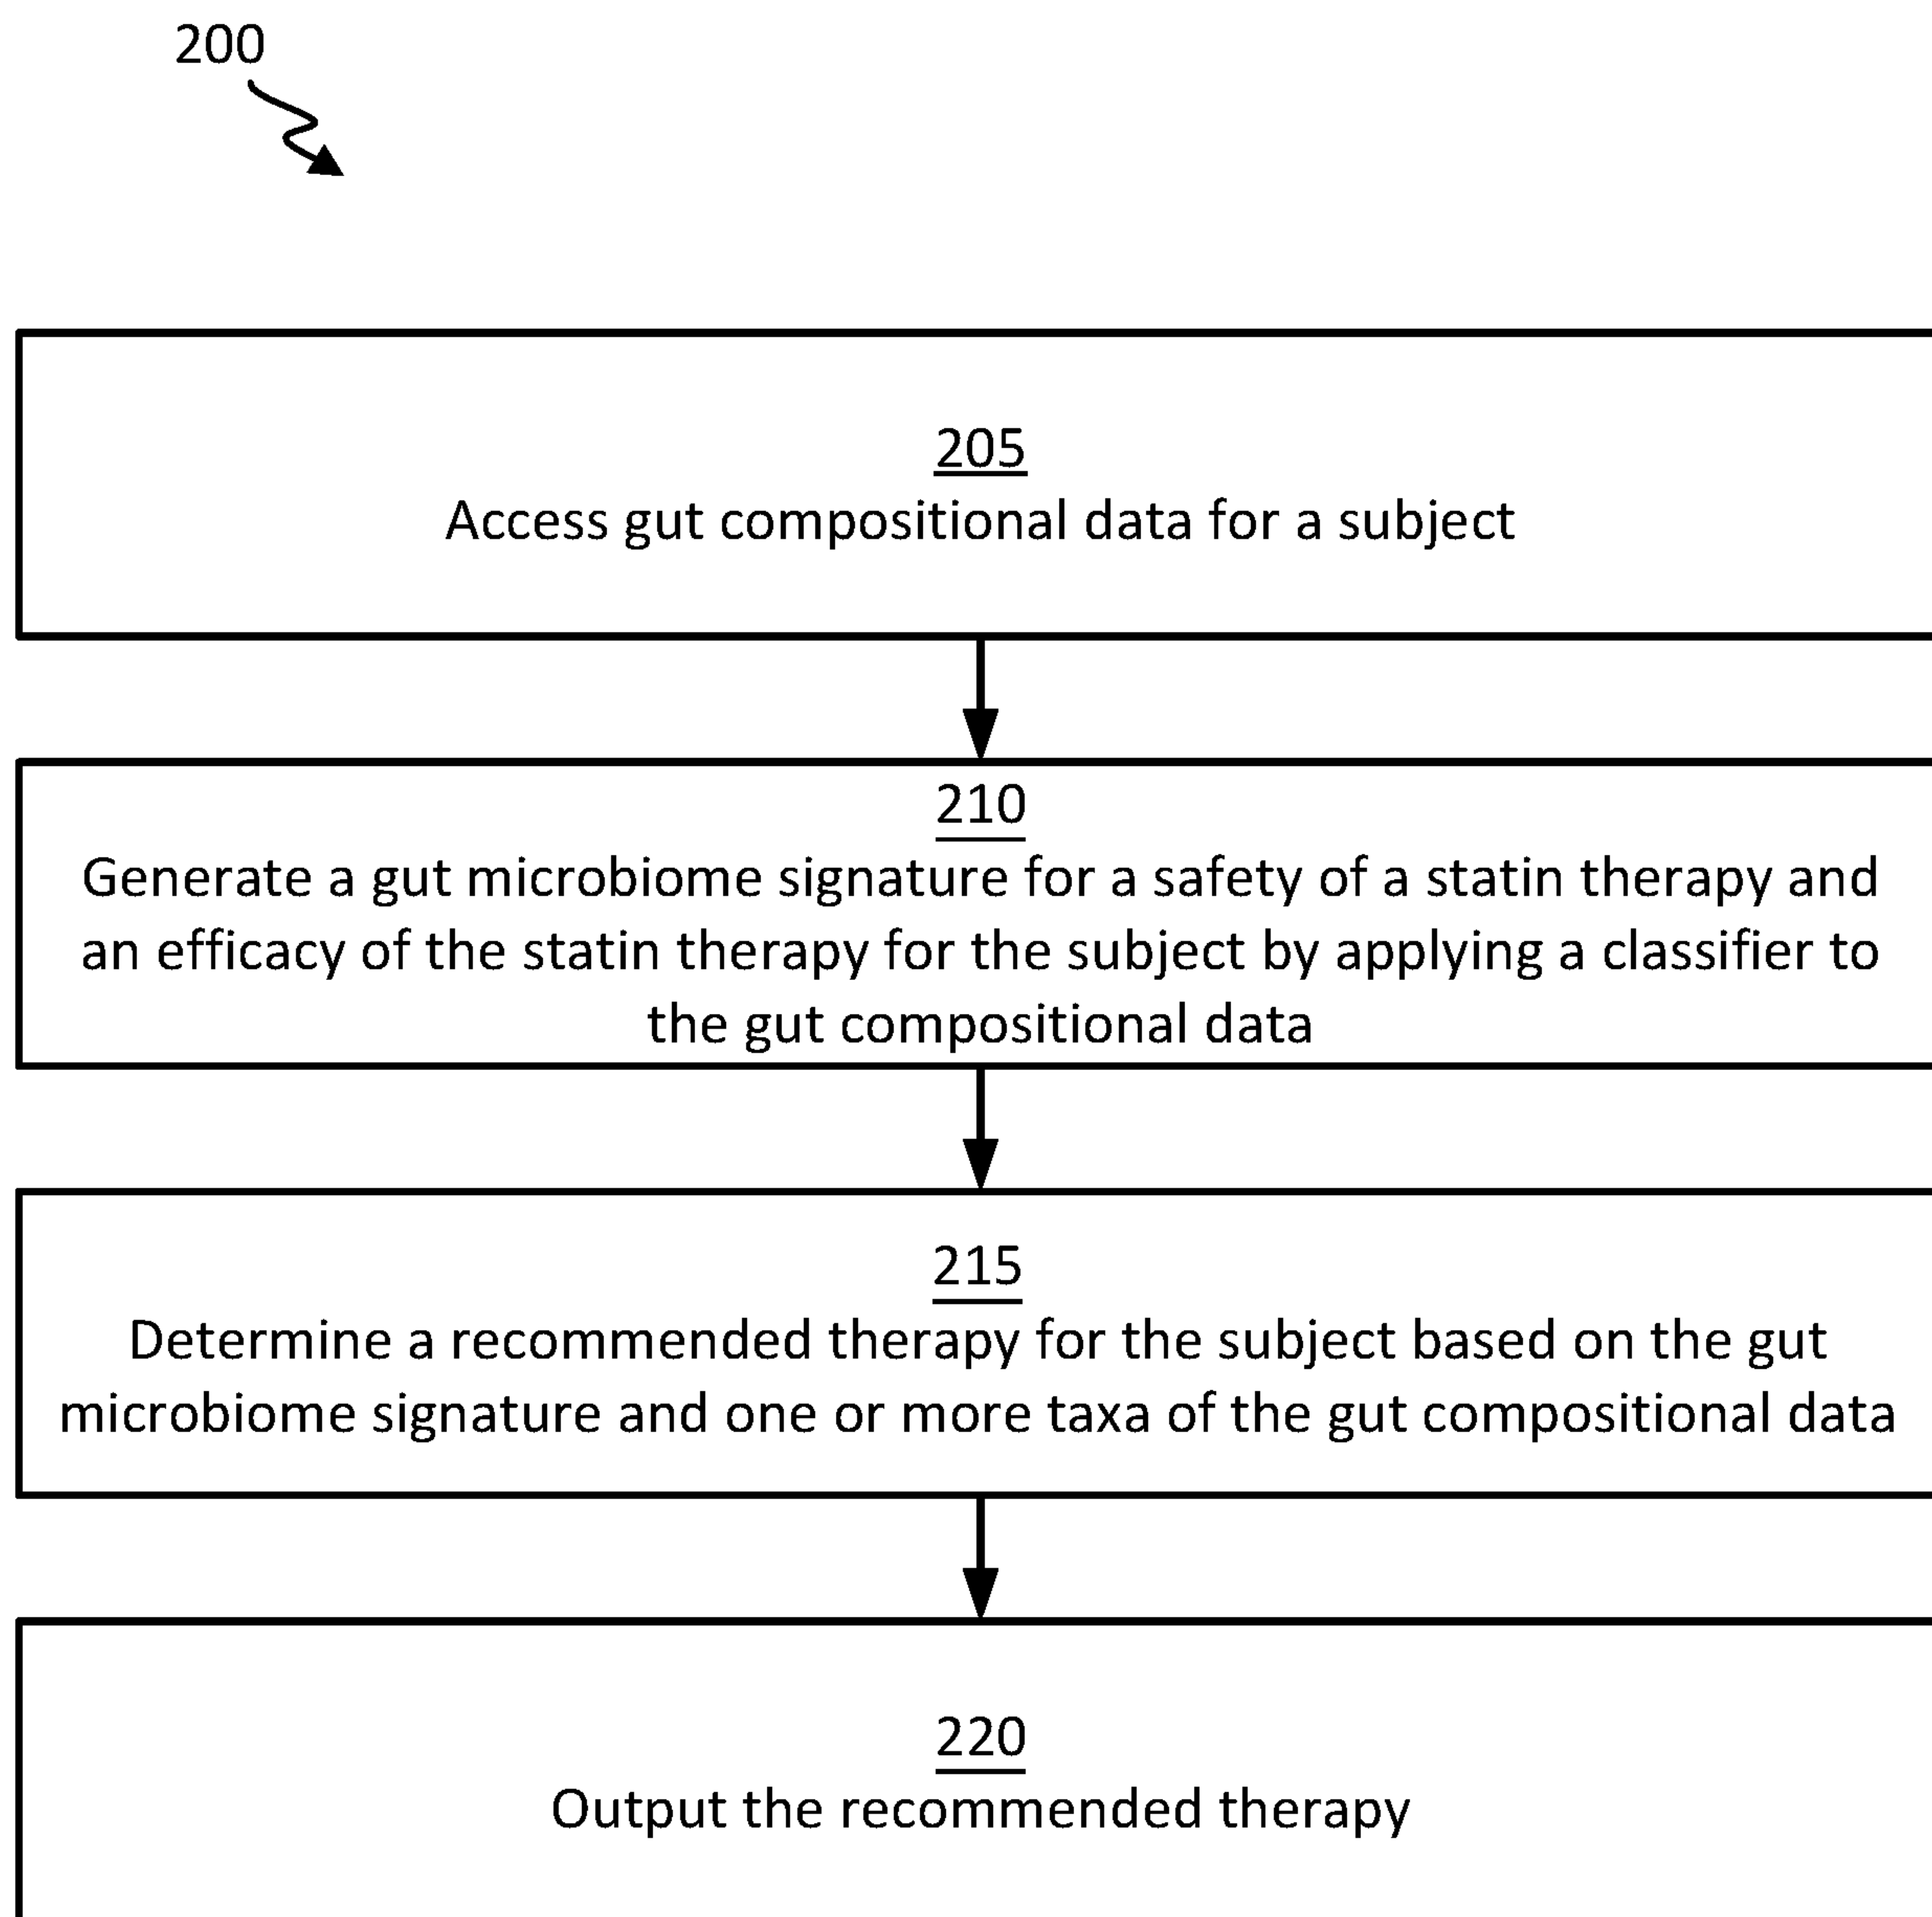 200
205
Access gut compositional data for a subject
210
Generate a gut microbiome signature for a safety of a statin therapy and
an efficacy of the statin therapy for the subject by applying a classifier to
the gut compositional data
215
Determine a recommended therapy for the subject based on the gut
microbiome signature and one or more taxa of the gut compositional data
220
Output the recommended therapy